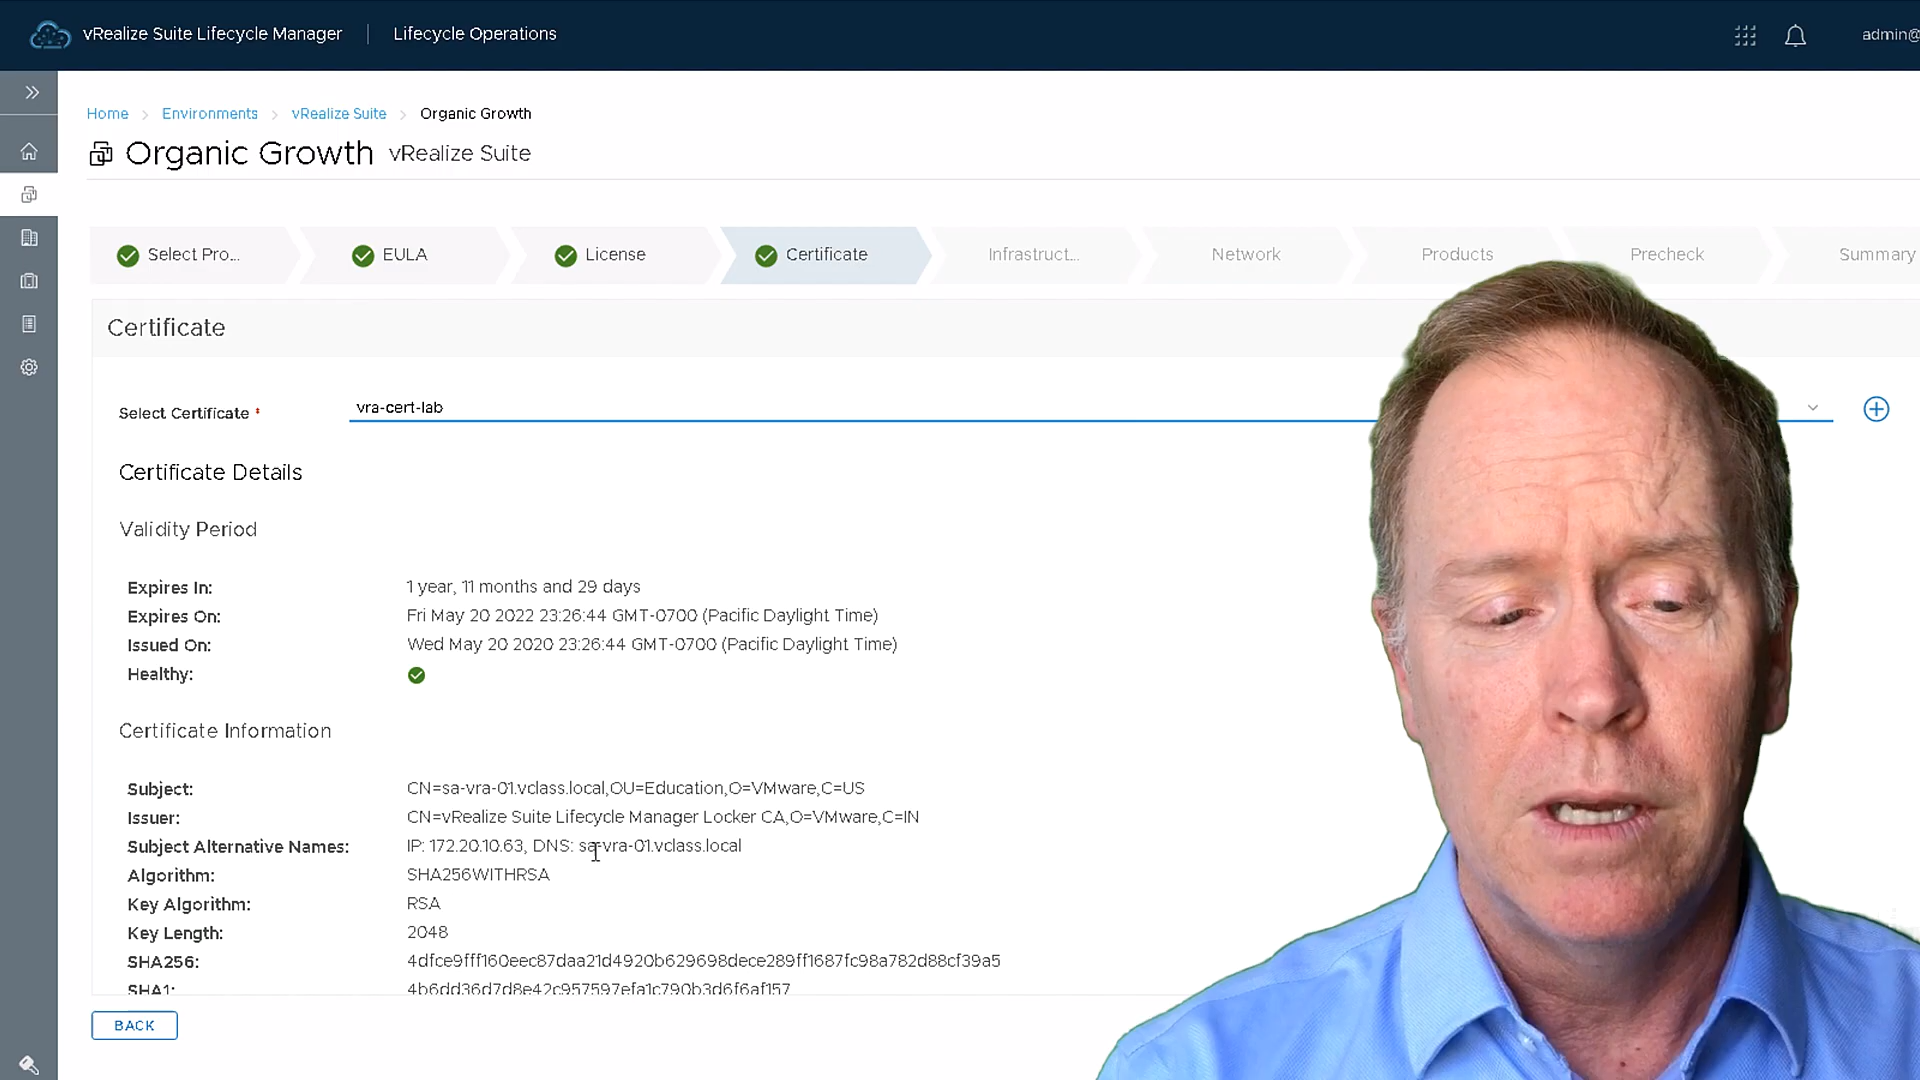 vRealize Suite Lifecycle Manager | Lifecycle Operations
admin@
Home > Environments > vRealize Suite > Organic Growth
Organic Growth vRealize Suite
Select Pro... EULA License Certificate Infrastruct... Network Products Precheck Summary
Certificate
Select Certificate * vra-cert-lab
Certificate Details
Validity Period
Expires In: 1 year, 11 months and 29 days
Expires On: Fri May 20 2022 23:26:44 GMT-0700 (Pacific Daylight Time)
Issued On: Wed May 20 2020 23:26:44 GMT-0700 (Pacific Daylight Time)
Healthy:
Certificate Information
Subject: CN=sa-vra-01.vclass.local,OU=Education,O=VMware,C=US
Issuer: CN=vRealize Suite Lifecycle Manager Locker CA,O=VMware,C=IN
Subject Alternative Names: IP: 172.20.10.63, DNS: sa-vra-01.vclass.local
Algorithm: SHA256WITHRSA
Key Algorithm: RSA
Key Length: 2048
SHA256: 4dfce9fff160eec87daa21d4920b629698dece289ff1687fc98a782d88cf39a5
SHA1: 4b6dd36d7d8e42c957597efa1c790b3d6f6af157
BACK